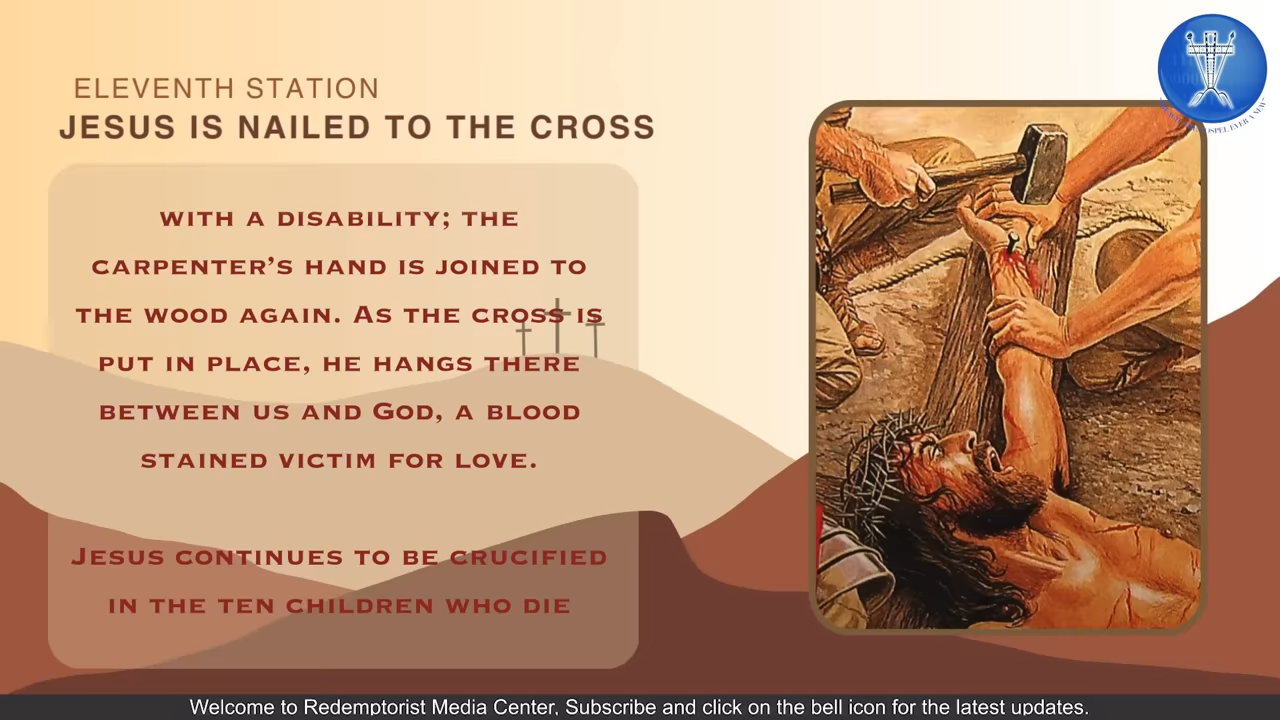 ELEVENTH STATION
JESUS IS NAILED TO THE CROSS
WITH A DISABILITY; THE
CARPENTER’S HAND IS JOINED TO
THE WOOD AGAIN. AS THE CROSS IS
PUT IN PLACE, HE HANGS THERE
BETWEEN US AND GOD, A BLOOD
STAINED VICTIM FOR LOVE.
JESUS CONTINUES TO BE CRUCIFIED
IN THE TEN CHILDREN WHO DIE
Welcome to Redemptorist Media Center, Subscribe and click on the bell icon for the latest updates.